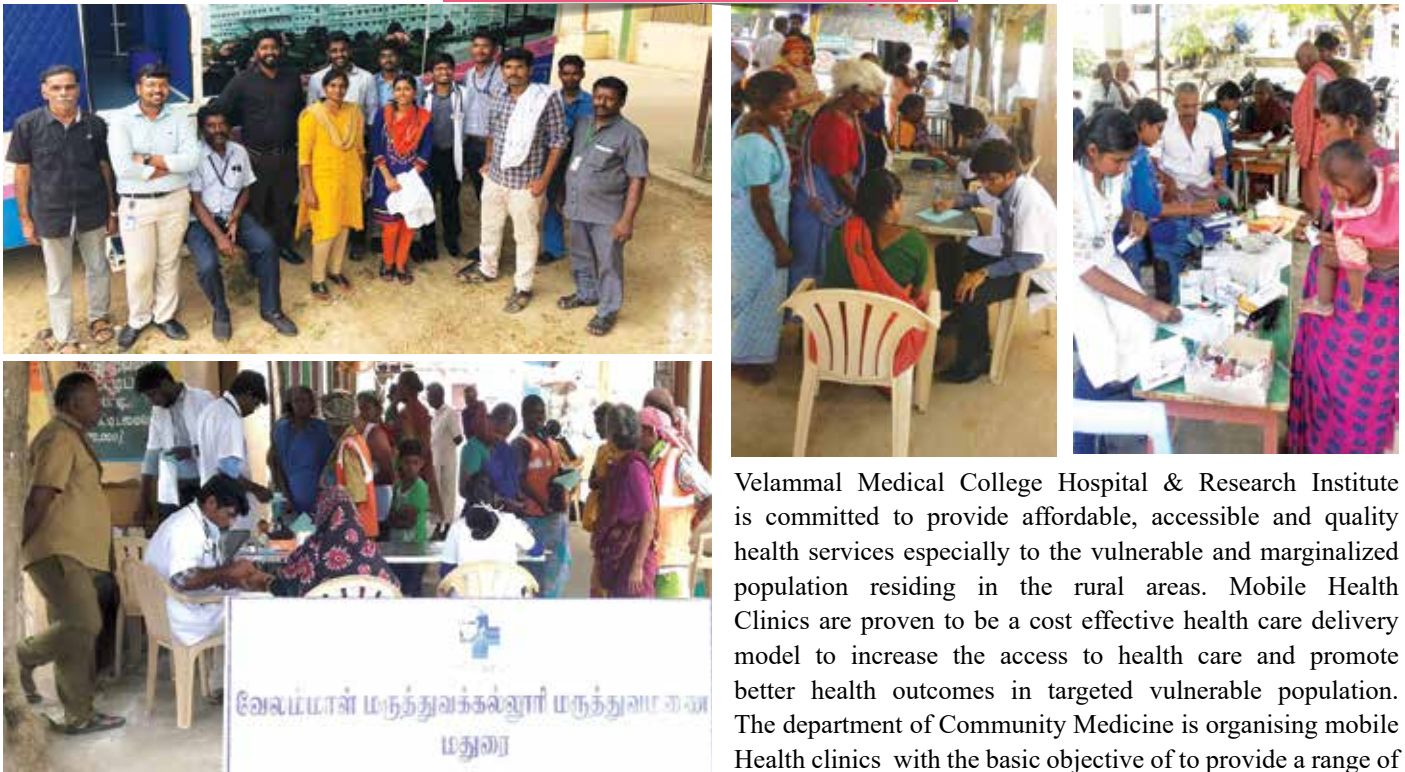 வேலம்மாள் மருத்துவக்கல்லூரி மருத்துவமனை
மதுரை
Velammal Medical College Hospital & Research Institute
is committed to provide affordable, accessible and quality
health services especially to the vulnerable and marginalized
population residing in the rural areas. Mobile Health
Clinics are proven to be a cost effective health care delivery
model to increase the access to health care and promote
better health outcomes in targeted vulnerable population.
The department of Community Medicine is organising mobile
Health clinics with the basic objective of to provide a range of